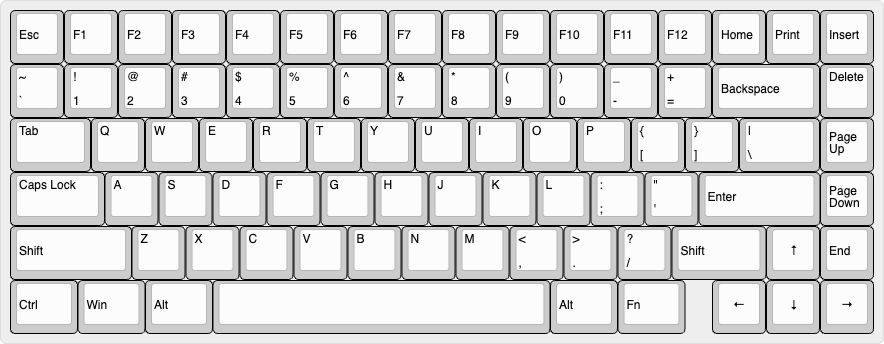 Esc F1 F2 F3 F4 F5 F6 F7 F8 F9 F10 F11 F12 Home Print Insert
~ ! @ # $ % ^ & * ( ) _ + Delete
` 1 2 3 4 5 6 7 8 9 0 - = Backspace
Tab Q W E R T Y U I O P { } | Page
[ ] \ Up
Caps Lock A S D F G H J K L : " Enter Page
; ' Down
Shift Z X C V B N M < > ? Shift ↑ End
, . /
Ctrl Win Alt Alt Fn ← ↓ →